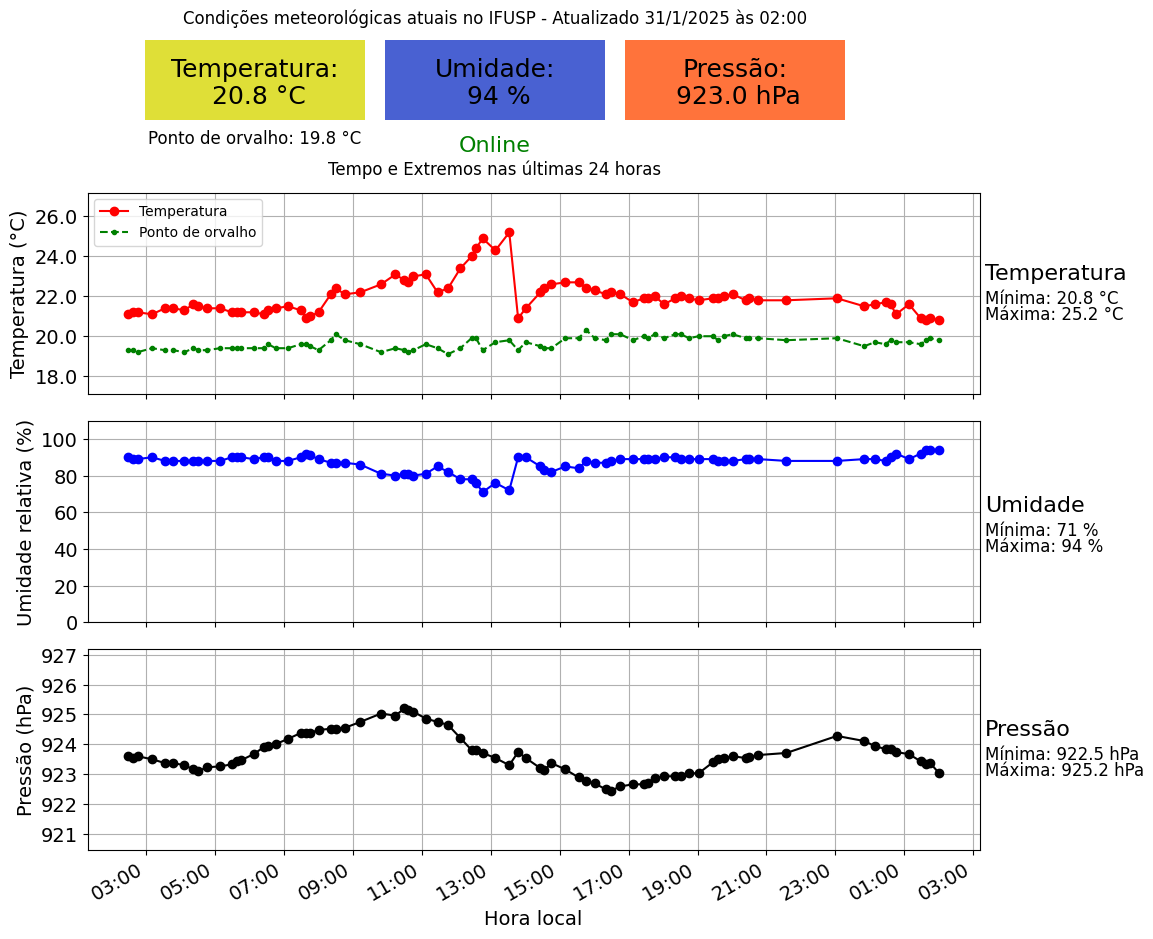 Condições meteorológicas atuais no IFUSP - Atualizado 31/1/2025 às 02:00
Temperatura:
20.8 °C
Umidade:
94 %
Pressão:
923.0 hPa
Ponto de orvalho: 19.8 °C
Online
Tempo e Extremos nas últimas 24 horas
Temperatura (°C)
26.0
24.0
22.0
20.0
18.0
Temperatura
Ponto de orvalho
Temperatura
Mínima: 20.8 °C
Máxima: 25.2 °C
Umidade relativa (%)
100
80
60
40
20
0
Umidade
Mínima: 71 %
Máxima: 94 %
Pressão (hPa)
927
926
925
924
923
922
921
Pressão
Mínima: 922.5 hPa
Máxima: 925.2 hPa
03:00 05:00 07:00 09:00 11:00 13:00 15:00 17:00 19:00 21:00 23:00 01:00 03:00
Hora local